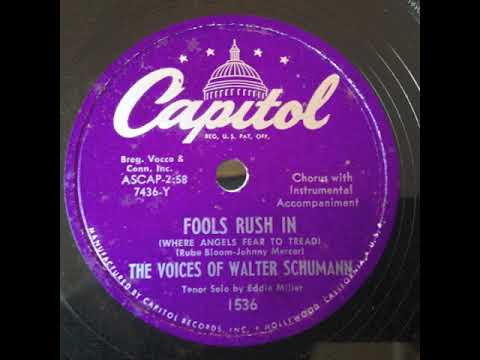 Capitol
REG. U.S. PAT. OFF.
Breg. Vocco &
Conn, Inc.
ASCAP-2:58
7436-Y
Chorus with
Instrumental
Accompaniment
FOOLS RUSH IN
(WHERE ANGELS FEAR TO TREAD)
(Rube Bloom-Johnny Mercer)
THE VOICES OF WALTER SCHUMANN
Tenor Solo by Eddie Miller
1536
MANUFACTURED BY CAPITOL RECORDS, INC. • HOLLYWOOD, CALIFORNIA, U.S.A.